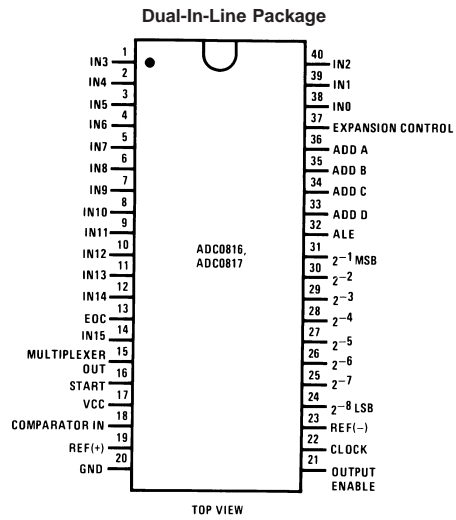 Dual-In-Line Package
1 IN3
2 IN4
3 IN5
4 IN6
5 IN7
6 IN8
7 IN9
8 IN10
9 IN11
10 IN12
11 IN13
12 IN14
13 EOC
14 IN15
15 MULTIPLEXER
OUT
16 START
17 VCC
18 COMPARATOR IN
19 REF(+)
20 GND
ADC0816,
ADC0817
40 IN2
39 IN1
38 IN0
37 EXPANSION CONTROL
36 ADD A
35 ADD B
34 ADD C
33 ADD D
32 ALE
31 2−1 MSB
30 2−2
29 2−3
28 2−4
27 2−5
26 2−6
25 2−7
24 2−8 LSB
23 REF(−)
22 CLOCK
21 OUTPUT
ENABLE
TOP VIEW